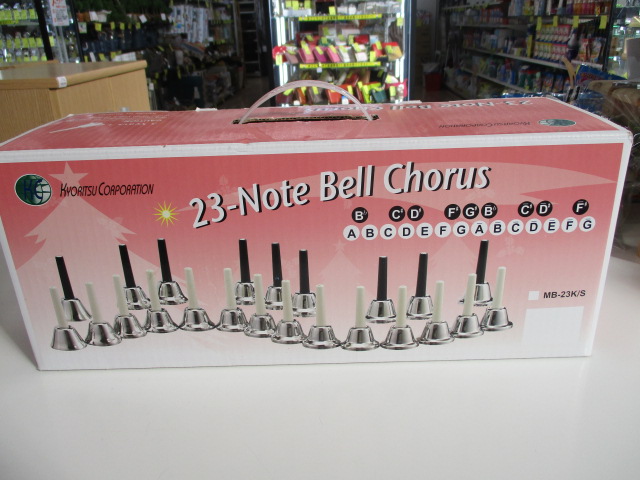 KYORITSU CORPORATION
23-Note Bell Chorus
B♭ C♯ D♯ F♯ G♯ B♭ C♯ D♯ F♯
A B C D E F G A B C D E F G
MB-23K/S